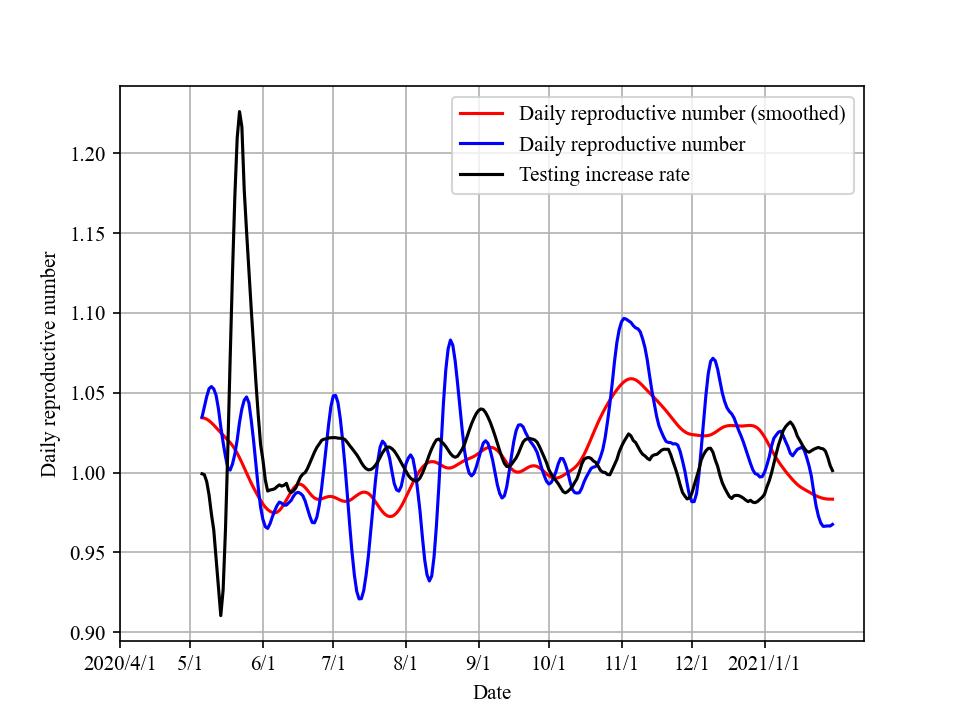 Daily reproductive number (smoothed)
Daily reproductive number
Testing increase rate
Daily reproductive number
1.20
1.15
1.10
1.05
1.00
0.95
0.90
2020/4/1 5/1 6/1 7/1 8/1 9/1 10/1 11/1 12/1 2021/1/1
Date